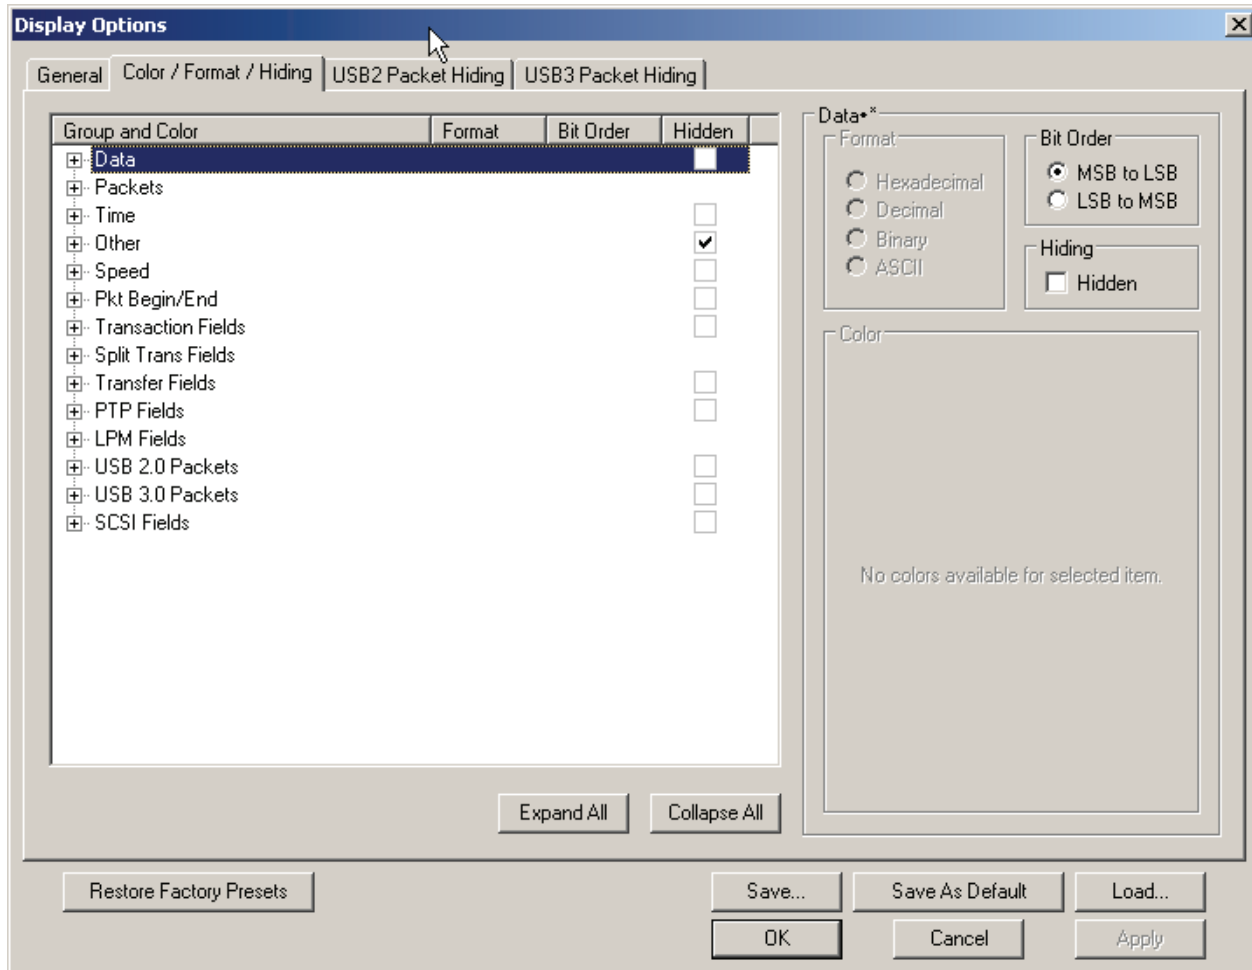 Display Options
General
Color / Format / Hiding
USB2 Packet Hiding
USB3 Packet Hiding
Group and Color
Format
Bit Order
Hidden
Data
Packets
Time
Other
Speed
Pkt Begin/End
Transaction Fields
Split Trans Fields
Transfer Fields
PTP Fields
LPM Fields
USB 2.0 Packets
USB 3.0 Packets
SCSI Fields
Expand All
Collapse All
Data•*
Format
Hexadecimal
Decimal
Binary
ASCII
Bit Order
MSB to LSB
LSB to MSB
Hiding
Hidden
Color
No colors available for selected item.
Restore Factory Presets
Save...
Save As Default
Load...
OK
Cancel
Apply